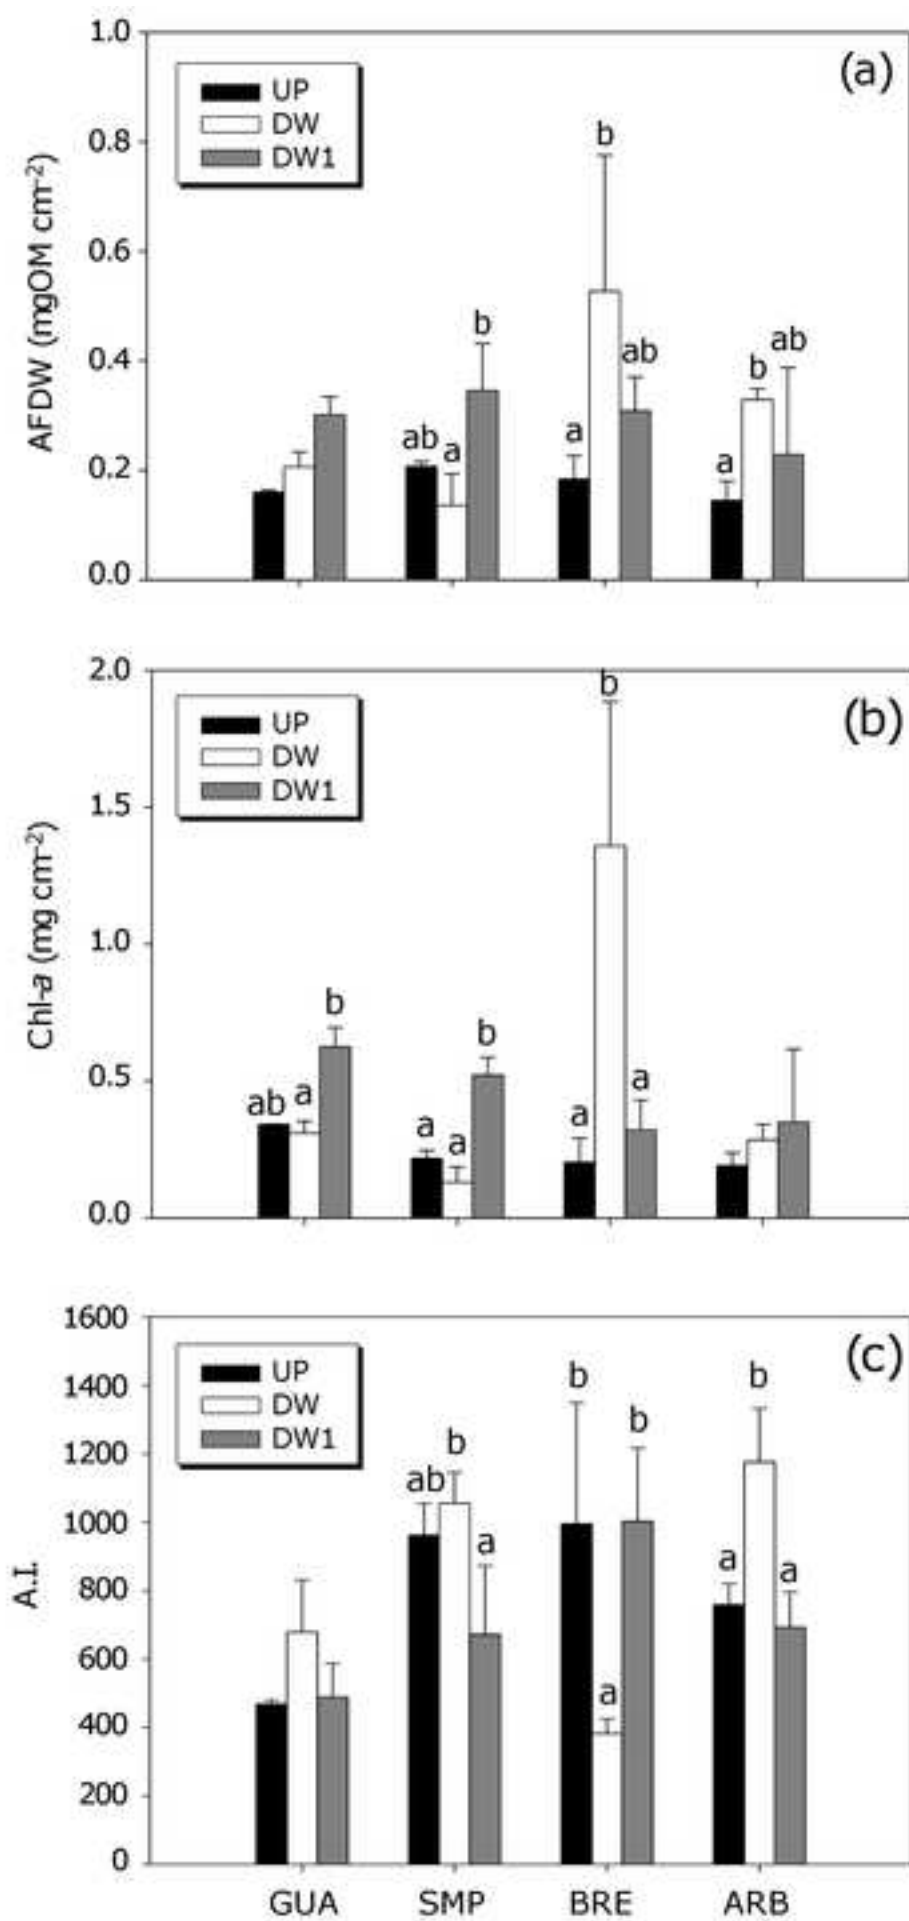 (a)
UP
DW
DW1
AFDW (mgOM cm-2)
1.0
0.8
0.6
0.4
0.2
0.0
ab a b
a b ab
a b ab
(b)
UP
DW
DW1
Chl-a (mg cm-2)
2.0
1.5
1.0
0.5
0.0
ab a b
a a b
a b a
(c)
UP
DW
DW1
A.I.
1600
1400
1200
1000
800
600
400
200
0
ab b a
b a b
a b a
GUA SMP BRE ARB